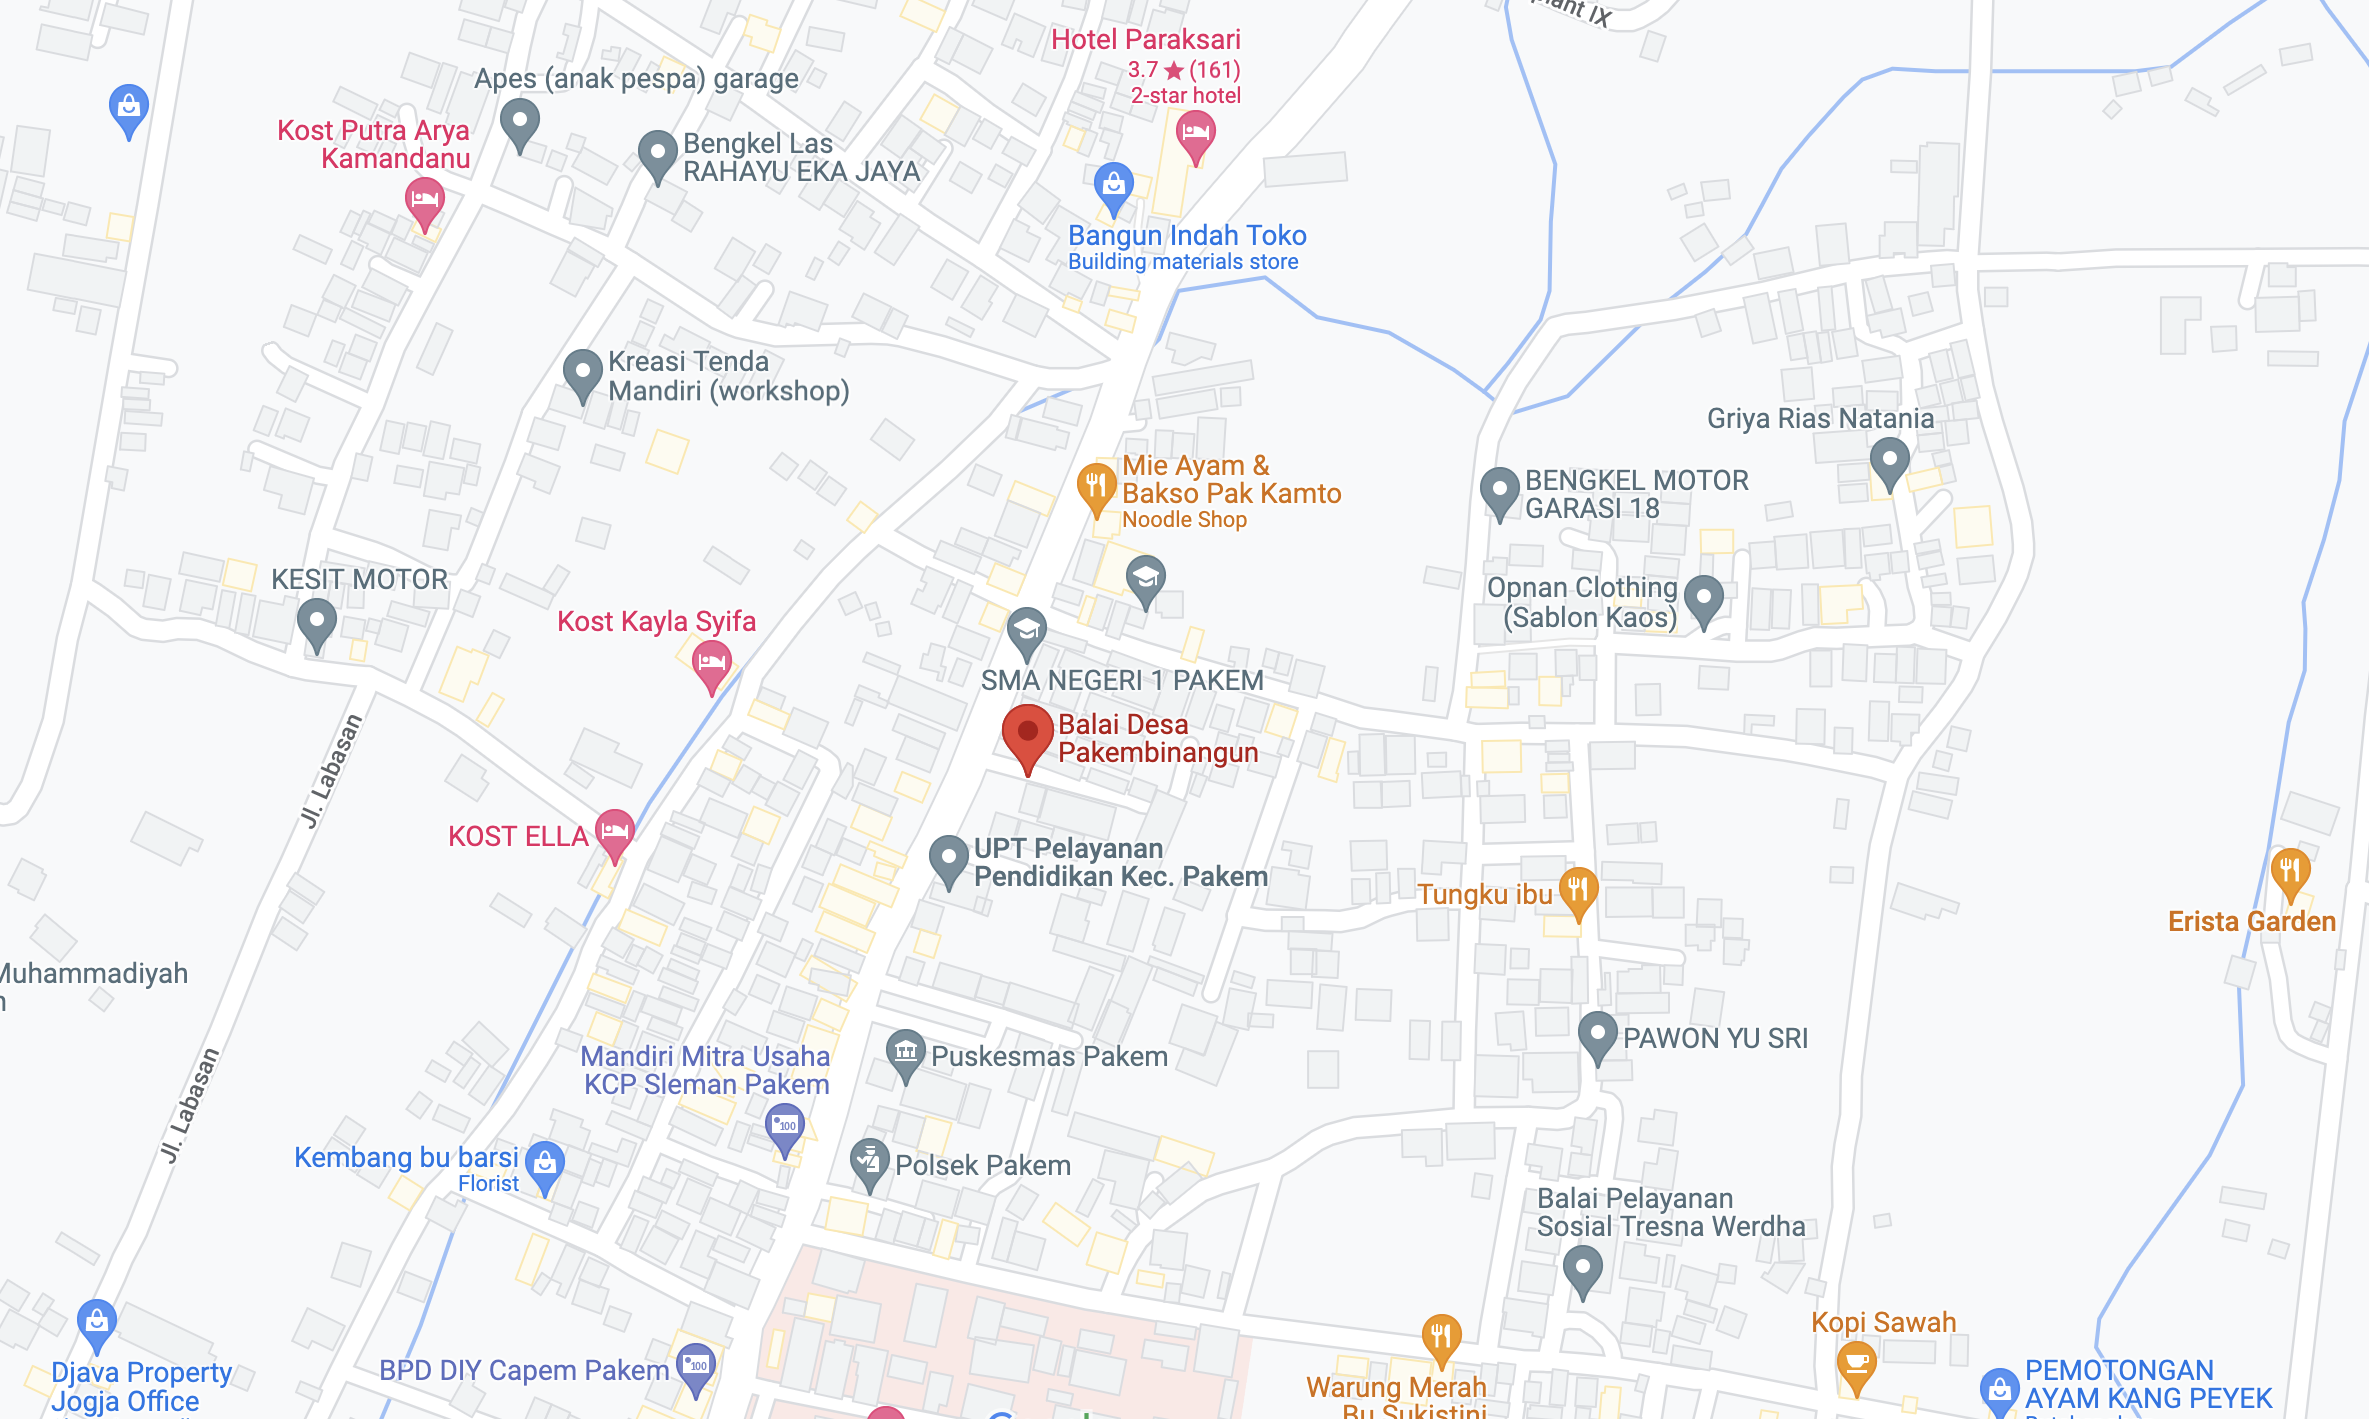 plant IX
Hotel Paraksari
3.7 ★ (161)
2-star hotel
Apes (anak pespa) garage
Kost Putra Arya
Kamandanu
Bengkel Las
RAHAYU EKA JAYA
Bangun Indah Toko
Building materials store
Kreasi Tenda
Mandiri (workshop)
Griya Rias Natania
Mie Ayam &
Bakso Pak Kamto
Noodle Shop
BENGKEL MOTOR
GARASI 18
KESIT MOTOR
Opnan Clothing
(Sablon Kaos)
Kost Kayla Syifa
SMA NEGERI 1 PAKEM
Balai Desa
Pakembinangun
Jl. Labasan
KOST ELLA
UPT Pelayanan
Pendidikan Kec. Pakem
Tungku ibu
Erista Garden
Muhammadiyah
Mandiri Mitra Usaha
KCP Sleman Pakem
Puskesmas Pakem
PAWON YU SRI
Jl. Labasan
100
Kembang bu barsi
Florist
Polsek Pakem
Balai Pelayanan
Sosial Tresna Werdha
Djava Property
Jogja Office
BPD DIY Capem Pakem
100
Warung Merah
Bu Sukistini
Kopi Sawah
PEMOTONGAN
AYAM KANG PEYEK